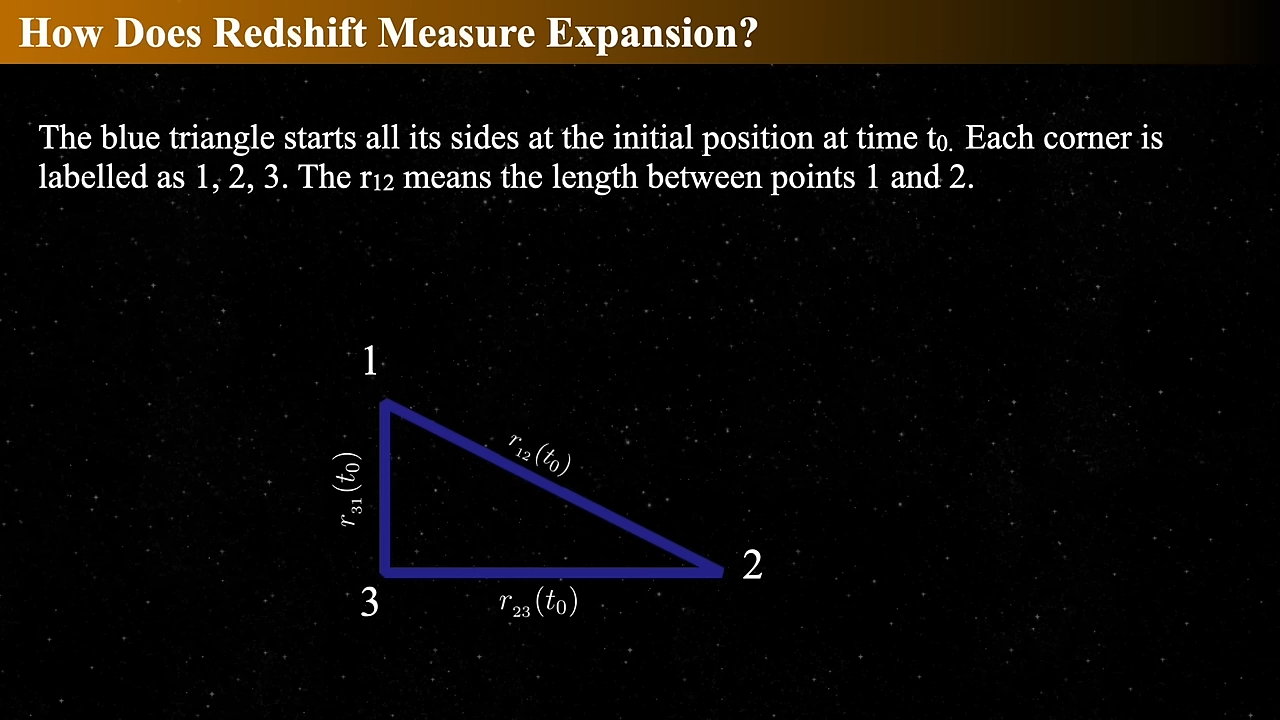 How Does Redshift Measure Expansion?
The blue triangle starts all its sides at the initial position at time t₀. Each corner is
labelled as 1, 2, 3. The r₁₂ means the length between points 1 and 2.
1
r₁₂(t₀)
r₃₁(t₀)
2
3
r₂₃(t₀)